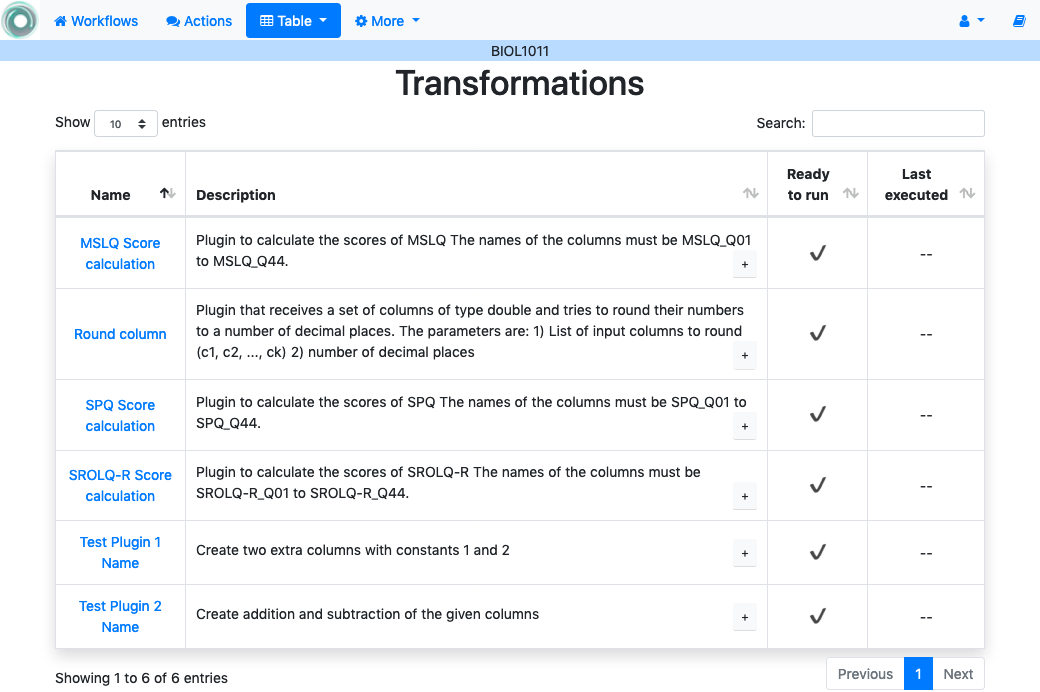 Workflows Actions Table More
BIOL1011
Transformations
Show 10 entries Search:
Name Description Ready to run Last executed
MSLQ Score calculation
Plugin to calculate the scores of MSLQ The names of the columns must be MSLQ_Q01
to MSLQ_Q44.
+
--
Round column
Plugin that receives a set of columns of type double and tries to round their numbers
to a number of decimal places. The parameters are: 1) List of input columns to round
(c1, c2, ..., ck) 2) number of decimal places
+
--
SPQ Score calculation
Plugin to calculate the scores of SPQ The names of the columns must be SPQ_Q01 to
SPQ_Q44.
+
--
SROLQ-R Score calculation
Plugin to calculate the scores of SROLQ-R The names of the columns must be
SROLQ-R_Q01 to SROLQ-R_Q44.
+
--
Test Plugin 1 Name
Create two extra columns with constants 1 and 2
+
--
Test Plugin 2 Name
Create addition and subtraction of the given columns
+
--
Showing 1 to 6 of 6 entries Previous 1 Next